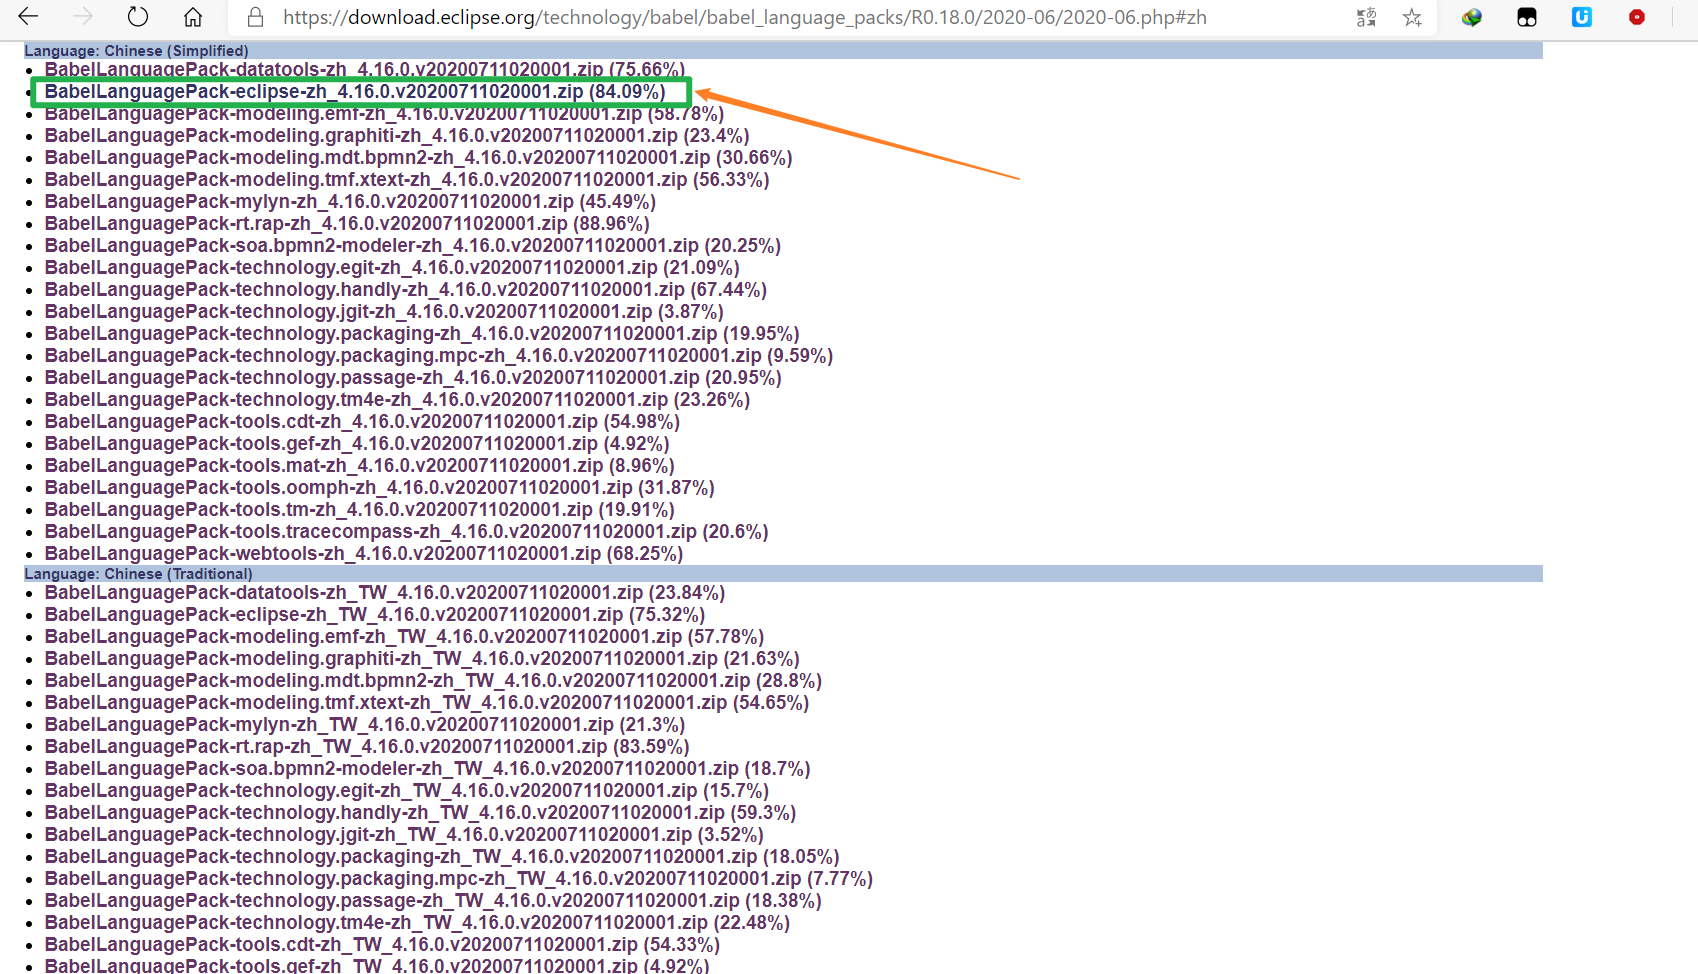 https://download.eclipse.org/technology/babel/babel_language_packs/R0.18.0/2020-06/2020-06.php#zh
Language: Chinese (Simplified)
BabelLanguagePack-datatools-zh_4.16.0.v20200711020001.zip (75.66%)
BabelLanguagePack-eclipse-zh_4.16.0.v20200711020001.zip (84.09%)
BabelLanguagePack-modeling.emf-zh_4.16.0.v20200711020001.zip (58.78%)
BabelLanguagePack-modeling.graphiti-zh_4.16.0.v20200711020001.zip (23.4%)
BabelLanguagePack-modeling.mdt.bpmn2-zh_4.16.0.v20200711020001.zip (30.66%)
BabelLanguagePack-modeling.tmf.xtext-zh_4.16.0.v20200711020001.zip (56.33%)
BabelLanguagePack-mylyn-zh_4.16.0.v20200711020001.zip (45.49%)
BabelLanguagePack-rt.rap-zh_4.16.0.v20200711020001.zip (88.96%)
BabelLanguagePack-soa.bpmn2-modeler-zh_4.16.0.v20200711020001.zip (20.25%)
BabelLanguagePack-technology.egit-zh_4.16.0.v20200711020001.zip (21.09%)
BabelLanguagePack-technology.handly-zh_4.16.0.v20200711020001.zip (67.44%)
BabelLanguagePack-technology.jgit-zh_4.16.0.v20200711020001.zip (3.87%)
BabelLanguagePack-technology.packaging-zh_4.16.0.v20200711020001.zip (19.95%)
BabelLanguagePack-technology.packaging.mpc-zh_4.16.0.v20200711020001.zip (9.59%)
BabelLanguagePack-technology.passage-zh_4.16.0.v20200711020001.zip (20.95%)
BabelLanguagePack-technology.tm4e-zh_4.16.0.v20200711020001.zip (23.26%)
BabelLanguagePack-tools.cdt-zh_4.16.0.v20200711020001.zip (54.98%)
BabelLanguagePack-tools.gef-zh_4.16.0.v20200711020001.zip (4.92%)
BabelLanguagePack-tools.mat-zh_4.16.0.v20200711020001.zip (8.96%)
BabelLanguagePack-tools.oomph-zh_4.16.0.v20200711020001.zip (31.87%)
BabelLanguagePack-tools.tm-zh_4.16.0.v20200711020001.zip (19.91%)
BabelLanguagePack-tools.tracecompass-zh_4.16.0.v20200711020001.zip (20.6%)
BabelLanguagePack-webtools-zh_4.16.0.v20200711020001.zip (68.25%)
Language: Chinese (Traditional)
BabelLanguagePack-datatools-zh_TW_4.16.0.v20200711020001.zip (23.84%)
BabelLanguagePack-eclipse-zh_TW_4.16.0.v20200711020001.zip (75.32%)
BabelLanguagePack-modeling.emf-zh_TW_4.16.0.v20200711020001.zip (57.78%)
BabelLanguagePack-modeling.graphiti-zh_TW_4.16.0.v20200711020001.zip (21.63%)
BabelLanguagePack-modeling.mdt.bpmn2-zh_TW_4.16.0.v20200711020001.zip (28.8%)
BabelLanguagePack-modeling.tmf.xtext-zh_TW_4.16.0.v20200711020001.zip (54.65%)
BabelLanguagePack-mylyn-zh_TW_4.16.0.v20200711020001.zip (21.3%)
BabelLanguagePack-rt.rap-zh_TW_4.16.0.v20200711020001.zip (83.59%)
BabelLanguagePack-soa.bpmn2-modeler-zh_TW_4.16.0.v20200711020001.zip (18.7%)
BabelLanguagePack-technology.egit-zh_TW_4.16.0.v20200711020001.zip (15.7%)
BabelLanguagePack-technology.handly-zh_TW_4.16.0.v20200711020001.zip (59.3%)
BabelLanguagePack-technology.jgit-zh_TW_4.16.0.v20200711020001.zip (3.52%)
BabelLanguagePack-technology.packaging-zh_TW_4.16.0.v20200711020001.zip (18.05%)
BabelLanguagePack-technology.packaging.mpc-zh_TW_4.16.0.v20200711020001.zip (7.77%)
BabelLanguagePack-technology.passage-zh_TW_4.16.0.v20200711020001.zip (18.38%)
BabelLanguagePack-technology.tm4e-zh_TW_4.16.0.v20200711020001.zip (22.48%)
BabelLanguagePack-tools.cdt-zh_TW_4.16.0.v20200711020001.zip (54.33%)
BabelLanguagePack-tools.gef-zh_TW_4.16.0.v20200711020001.zip (4.92%)